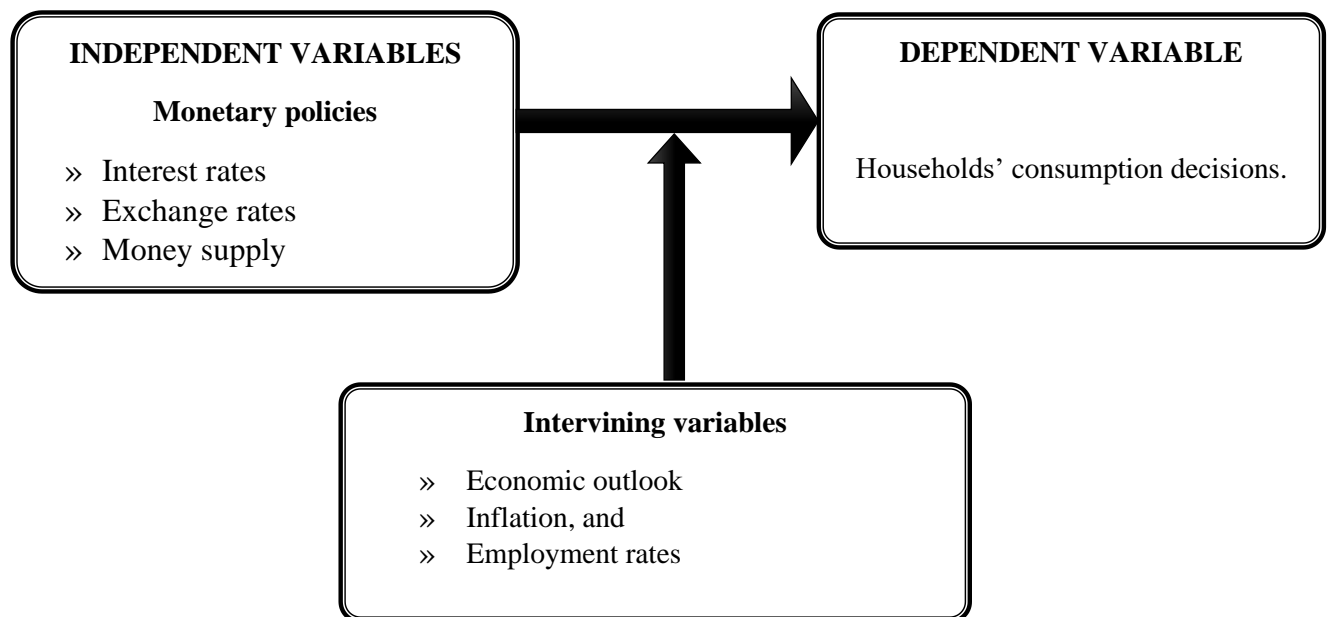 INDEPENDENT VARIABLES
Monetary policies
» Interest rates
» Exchange rates
» Money supply
DEPENDENT VARIABLE
Households’ consumption decisions.
Intervining variables
» Economic outlook
» Inflation, and
» Employment rates